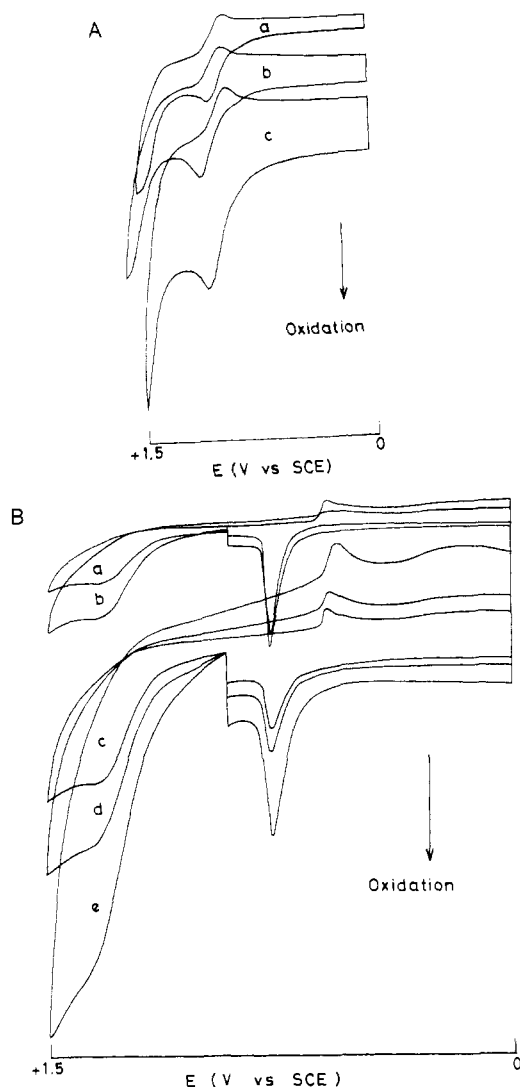 A
a
b
c
Oxidation
+1.5 0
E (V vs SCE)
B
a
b
c
d
e
Oxidation
+1.5 0
E (V vs SCE)